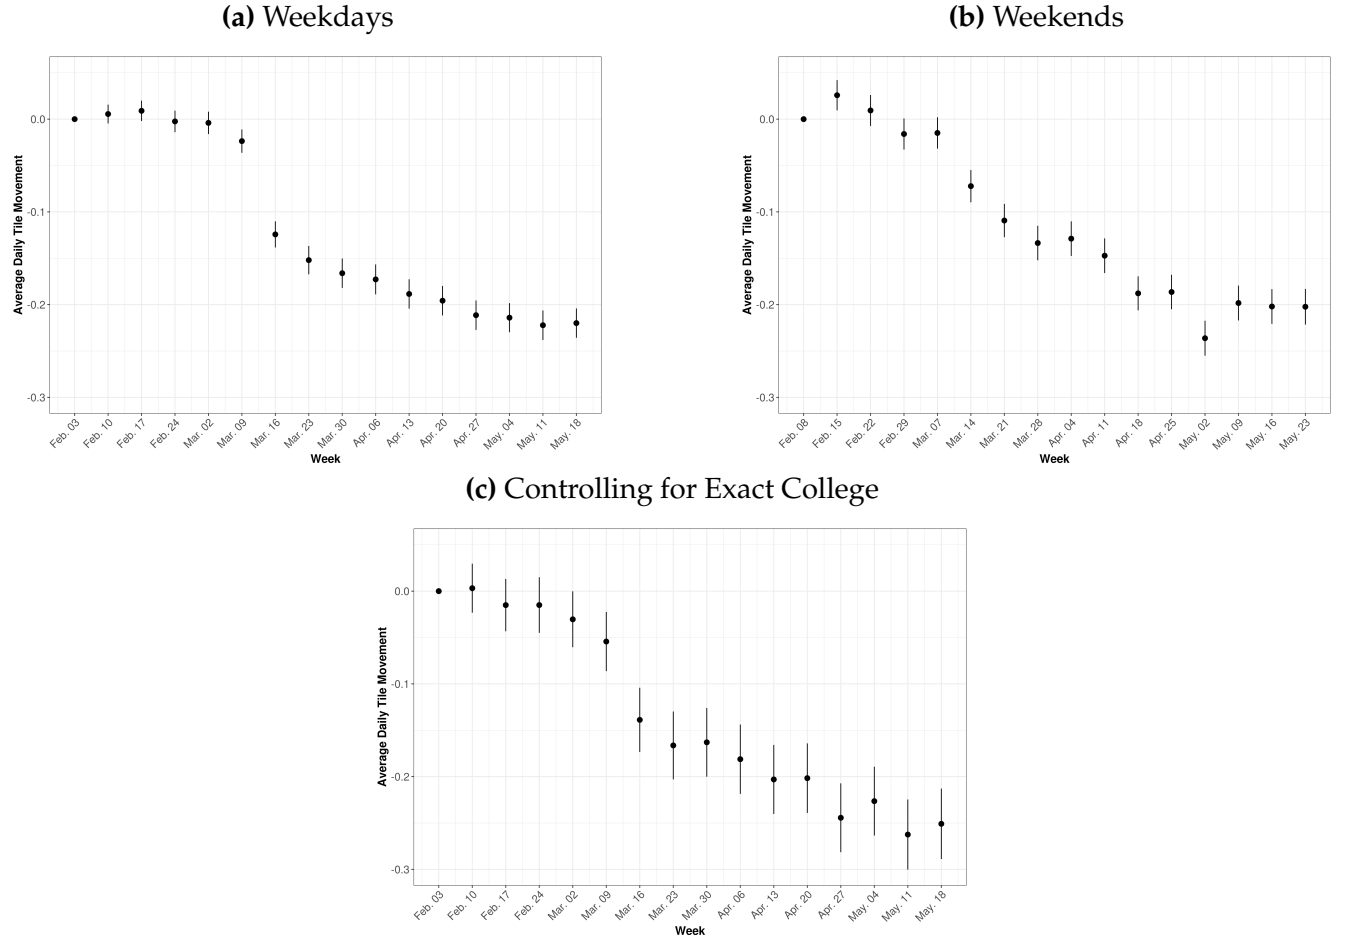 (a) Weekdays
0.0
-0.1
-0.2
-0.3
Average Daily Tile Movement
Feb. 03 Feb. 10 Feb. 17 Feb. 24 Mar. 02 Mar. 09 Mar. 16 Mar. 23 Mar. 30 Apr. 06 Apr. 13 Apr. 20 Apr. 27 May. 04 May. 11 May. 18
Week
(b) Weekends
0.0
-0.1
-0.2
-0.3
Average Daily Tile Movement
Feb. 08 Feb. 15 Feb. 22 Feb. 29 Mar. 07 Mar. 14 Mar. 21 Mar. 28 Apr. 04 Apr. 11 Apr. 18 Apr. 25 May. 02 May. 09 May. 16 May. 23
Week
(c) Controlling for Exact College
0.0
-0.1
-0.2
-0.3
Average Daily Tile Movement
Feb. 03 Feb. 10 Feb. 17 Feb. 24 Mar. 02 Mar. 09 Mar. 16 Mar. 23 Mar. 30 Apr. 06 Apr. 13 Apr. 20 Apr. 27 May. 04 May. 11 May. 18
Week